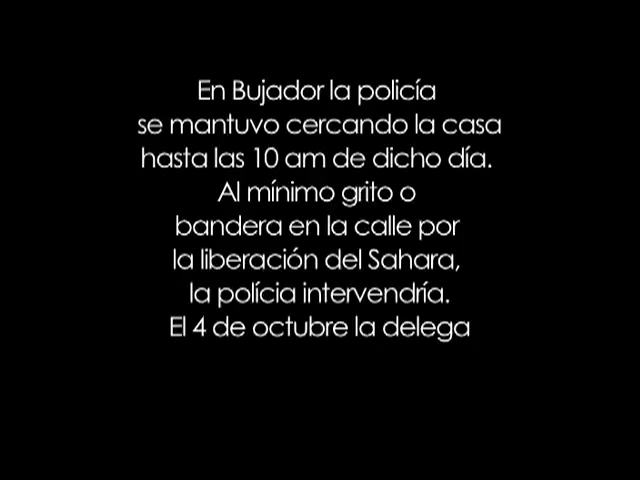 En Bujador la policía
se mantuvo cercando la casa
hasta las 10 am de dicho día.
Al mínimo grito o
bandera en la calle por
la liberación del Sahara,
la polícia intervendría.
El 4 de octubre la delega